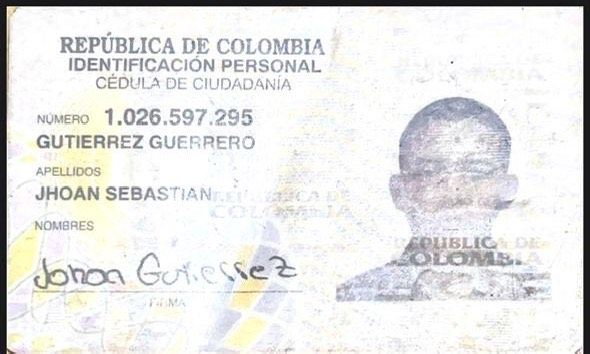 REPÚBLICA DE COLOMBIA
IDENTIFICACIÓN PERSONAL
CÉDULA DE CIUDADANÍA
NÚMERO 1.026.597.295
GUTIERREZ GUERRERO
APELLIDOS
JHOAN SEBASTIAN
NOMBRES
Johan Gutierrez
FIRMA
REPÚBLICA DE
COLOMBIA
REPÚBLICA DE
COLOMBIA
COLOMBIA